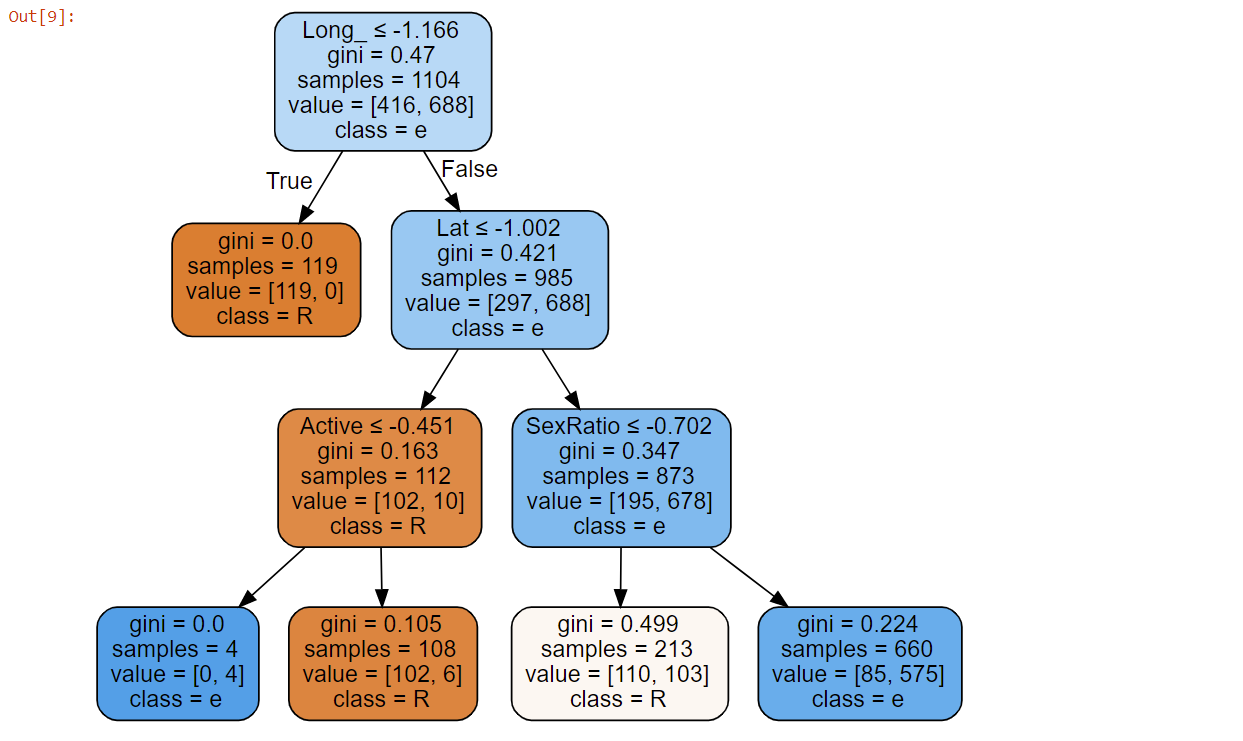 Out[9]:
Long_ ≤ -1.166
gini = 0.47
samples = 1104
value = [416, 688]
class = e
True
False
gini = 0.0
samples = 119
value = [119, 0]
class = R
Lat ≤ -1.002
gini = 0.421
samples = 985
value = [297, 688]
class = e
Active ≤ -0.451
gini = 0.163
samples = 112
value = [102, 10]
class = R
SexRatio ≤ -0.702
gini = 0.347
samples = 873
value = [195, 678]
class = e
gini = 0.0
samples = 4
value = [0, 4]
class = e
gini = 0.105
samples = 108
value = [102, 6]
class = R
gini = 0.499
samples = 213
value = [110, 103]
class = R
gini = 0.224
samples = 660
value = [85, 575]
class = e